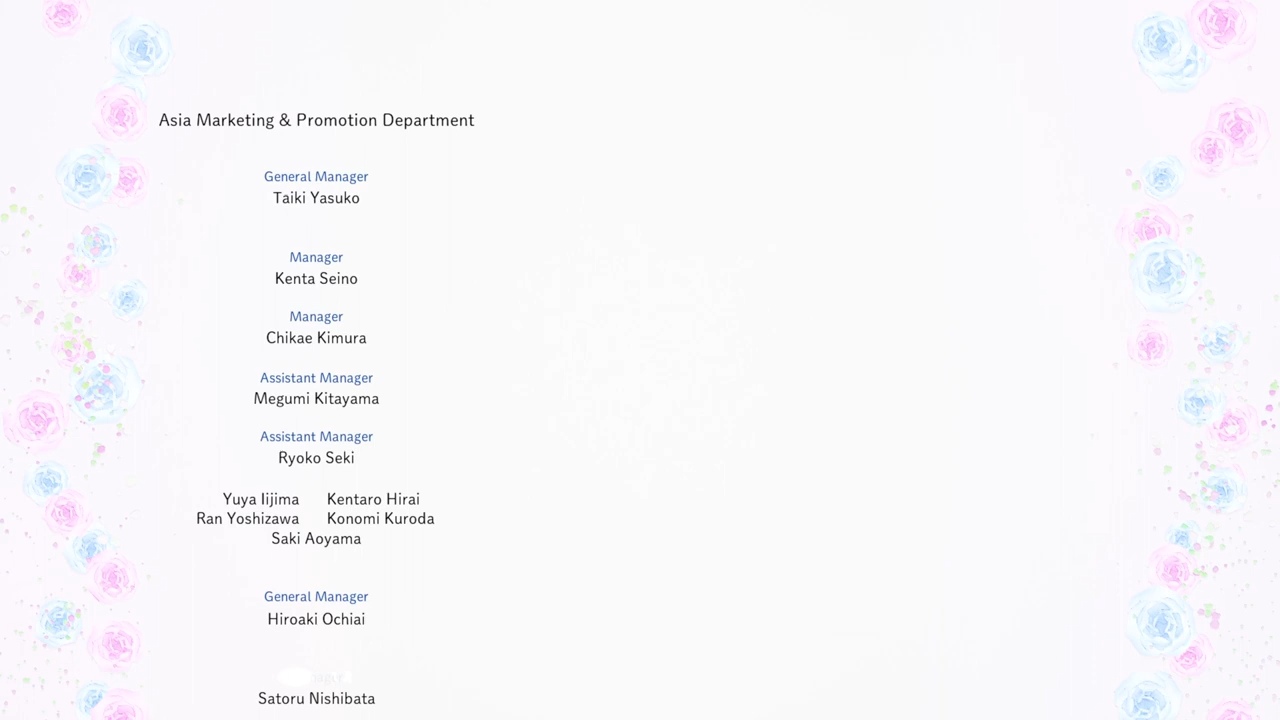 Asia Marketing & Promotion Department
General Manager
Taiki Yasuko
Manager
Kenta Seino
Manager
Chikae Kimura
Assistant Manager
Megumi Kitayama
Assistant Manager
Ryoko Seki
Yuya Iijima Kentaro Hirai
Ran Yoshizawa Konomi Kuroda
Saki Aoyama
General Manager
Hiroaki Ochiai
Satoru Nishibata